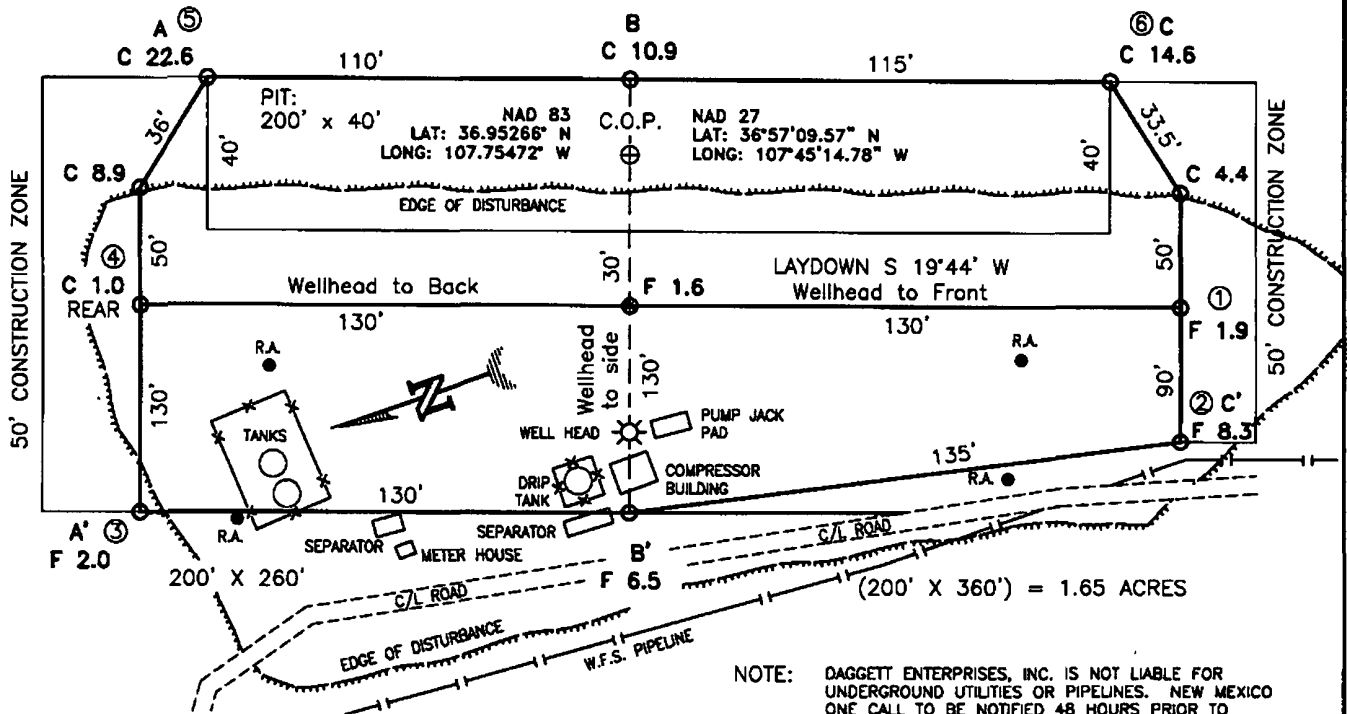 A ⑤
C 22.6
110'
B
C 10.9
115'
⑥ C
C 14.6
36'
PIT:
200' x 40'
40'
NAD 83
LAT: 36.95266° N
LONG: 107.75472° W
C.O.P.
NAD 27
LAT: 36°57'09.57" N
LONG: 107°45'14.78" W
40'
33.5'
C 8.9
C 4.4
EDGE OF DISTURBANCE
50' CONSTRUCTION ZONE
50' CONSTRUCTION ZONE
④
C 1.0
REAR
50'
Wellhead to Back
130'
30'
F 1.6
LAYDOWN S 19°44' W
Wellhead to Front
130'
50'
①
F 1.9
R.A.
R.A.
130'
N
Wellhead
to side
130'
90'
② C'
F 8.3
TANKS
WELL HEAD
PUMP JACK
PAD
DRIP
TANK
COMPRESSOR
BUILDING
135'
R.A.
A' ③
F 2.0
R.A.
130'
SEPARATOR
SEPARATOR
METER HOUSE
200' X 260'
B'
F 6.5
C/L ROAD
C/L ROAD
(200' X 360') = 1.65 ACRES
EDGE OF DISTURBANCE
W.F.S. PIPELINE
NOTE: DAGGETT ENTERPRISES, INC. IS NOT LIABLE FOR
UNDERGROUND UTILITIES OR PIPELINES. NEW MEXICO
ONE CALL TO BE NOTIFIED 48 HOURS PRIOR TO